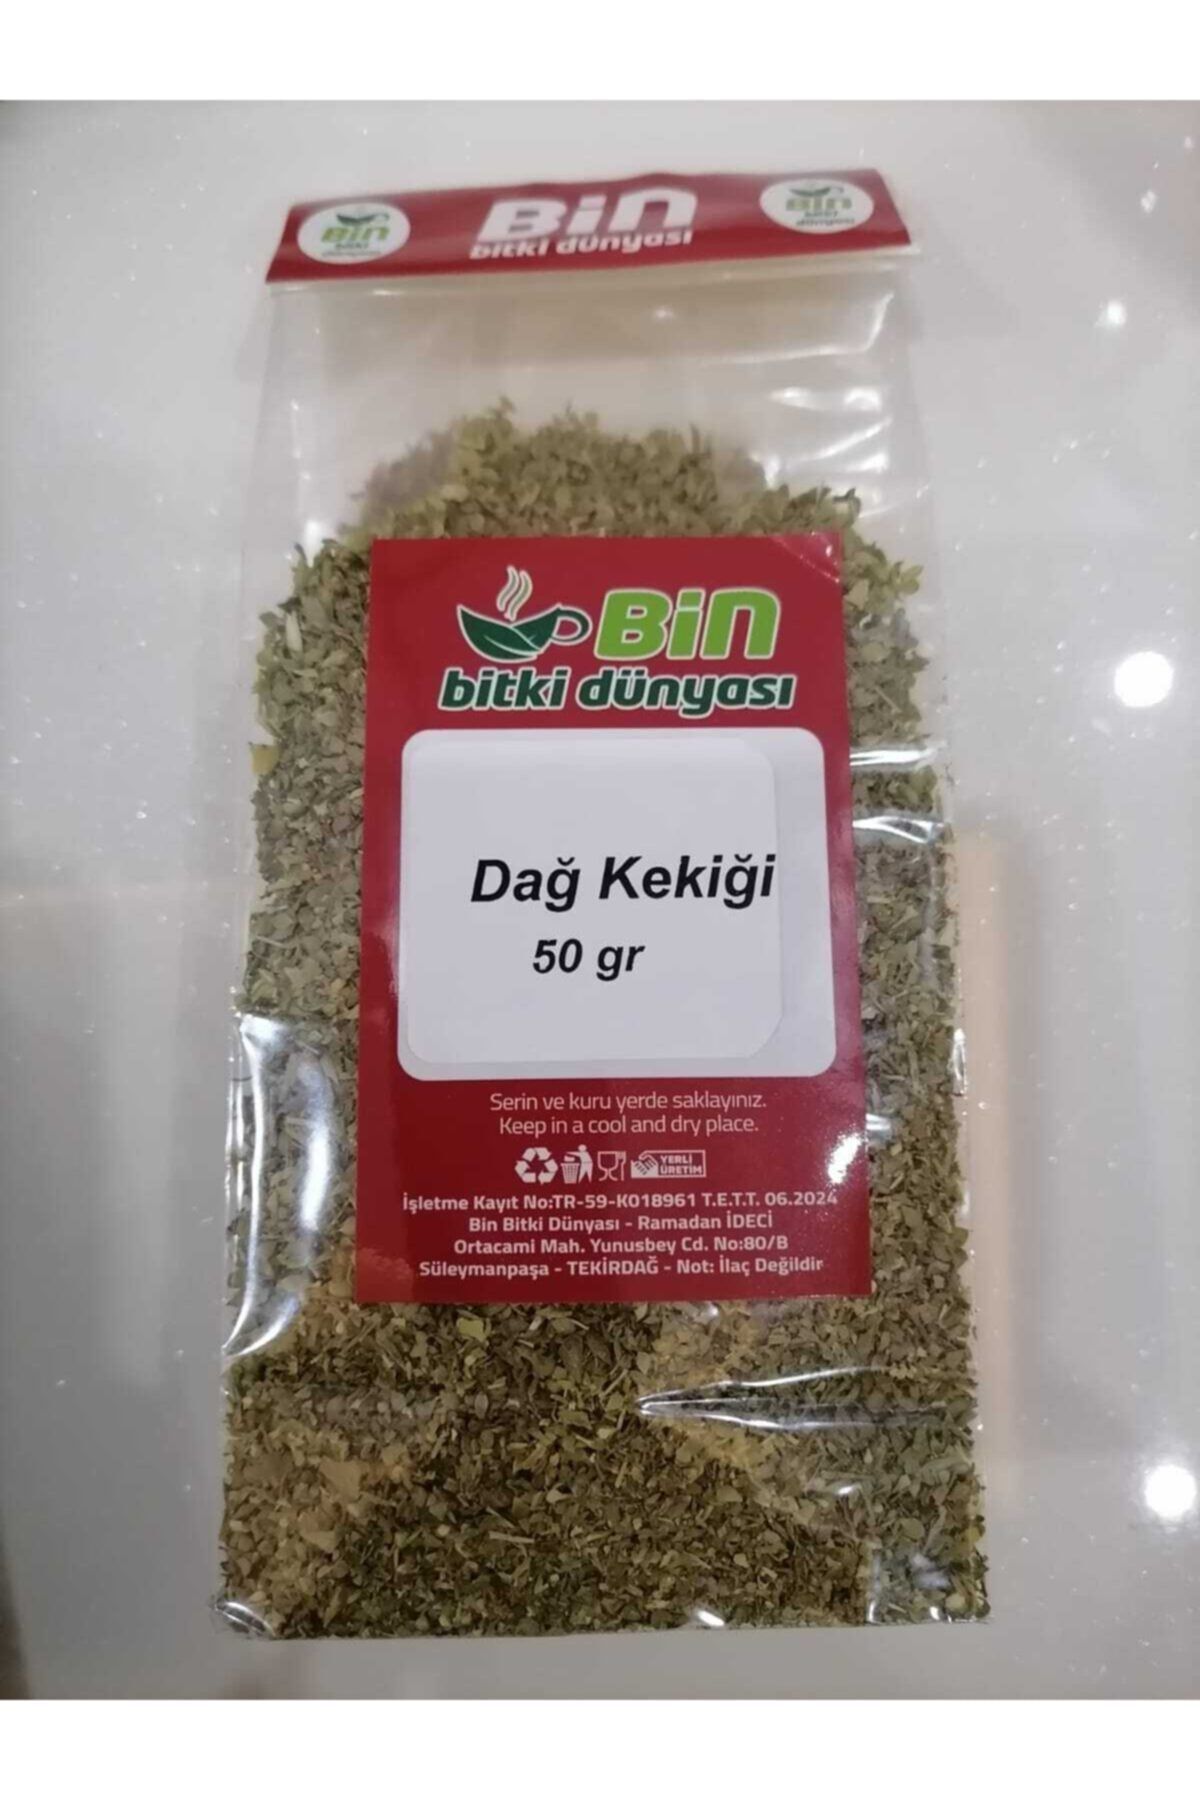 Bin
bitki dünyası
Bin
bitki
dünyası
Bin
bitki
dünyası
Bin
bitki dünyası
Dağ Kekiği
50 gr
Serin ve kuru yerde saklayınız.
Keep in a cool and dry place.
YERLİ
ÜRETİM
İşletme Kayıt No:TR-59-K018961 T.E.T.T. 06.2024
Bin Bitki Dünyası - Ramadan İDECİ
Ortacami Mah. Yunusbey Cd. No:80/B
Süleymanpaşa - TEKİRDAĞ - Not: İlaç Değildir